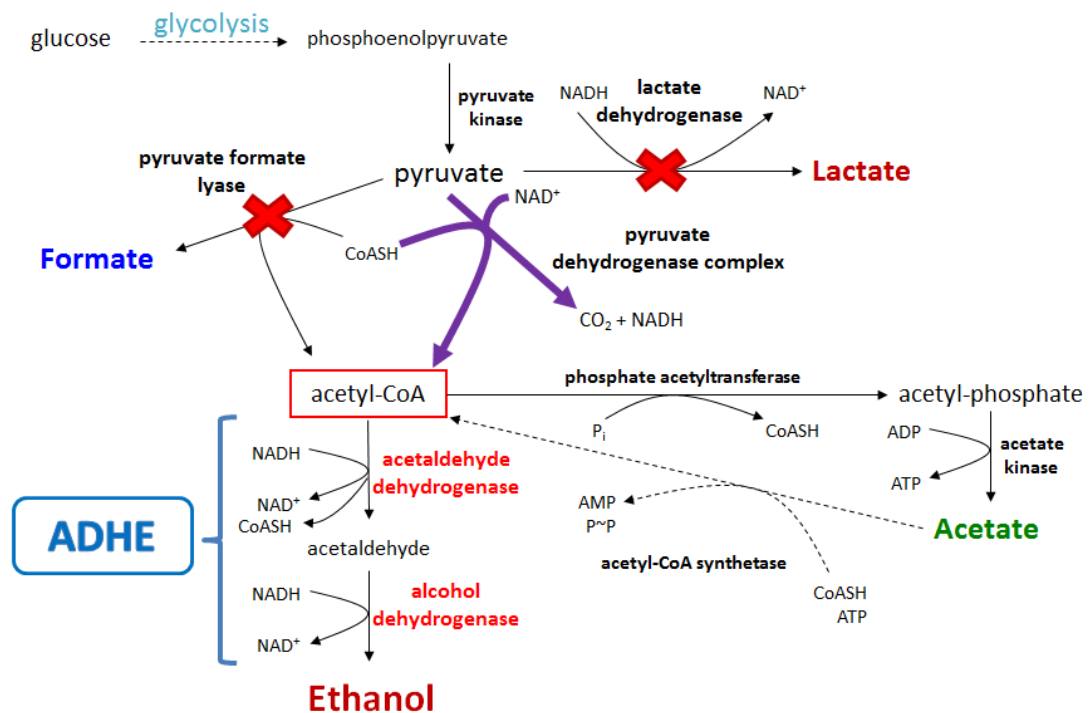 glucose
glycolysis
phosphoenolpyruvate
pyruvate
kinase
NADH
lactate
dehydrogenase
NAD⁺
pyruvate formate
lyase
pyruvate
NAD⁺
Lactate
CoASH
Formate
pyruvate
dehydrogenase complex
CO₂ + NADH
acetyl-CoA
phosphate acetyltransferase
acetyl-phosphate
Pᵢ
CoASH
ADP
acetate
kinase
ATP
NADH
acetaldehyde
dehydrogenase
NAD⁺
CoASH
AMP
P~P
Acetate
ADHE
acetaldehyde
acetyl-CoA synthetase
CoASH
ATP
NADH
alcohol
dehydrogenase
NAD⁺
Ethanol